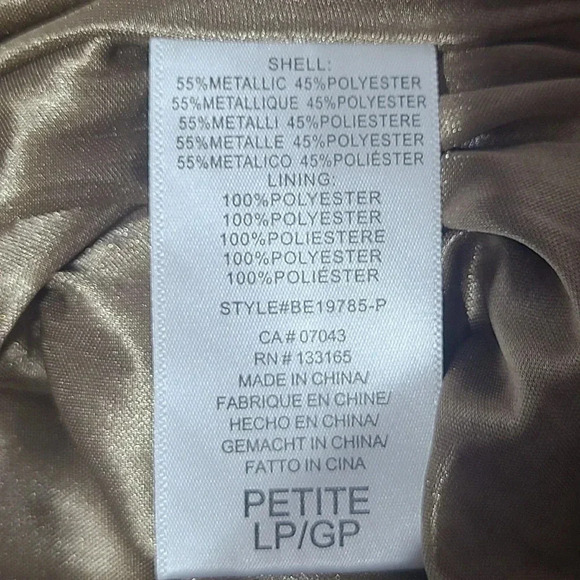 SHELL:
55%METALLIC 45%POLYESTER
55%METALLIQUE 45%POLYESTER
55%METALLI 45%POLIESTERE
55%METALLE 45%POLYESTER
55%METALICO 45%POLIÉSTER
LINING:
100%POLYESTER
100%POLYESTER
100%POLIESTERE
100%POLYESTER
100%POLIÉSTER
STYLE#BE19785-P
CA # 07043
RN # 133165
MADE IN CHINA/
FABRIQUE EN CHINE/
HECHO EN CHINA/
GEMACHT IN CHINA/
FATTO IN CINA
PETITE
LP/GP